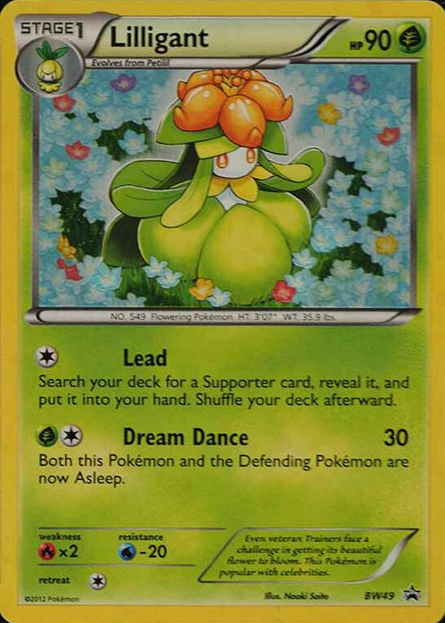 STAGE1
Lilligant
HP90
Evolves from Petilil
NO. 549 Flowering Pokémon HT: 3'07" WT: 35.9 lbs.
Lead
Search your deck for a Supporter card, reveal it, and
put it into your hand. Shuffle your deck afterward.
Dream Dance 30
Both this Pokémon and the Defending Pokémon are
now Asleep.
weakness resistance
×2 -20
retreat
Even veteran Trainers face a
challenge in getting its beautiful
flower to bloom. This Pokémon is
popular with celebrities.
©2012 Pokémon Illus. Naoki Saito BW49